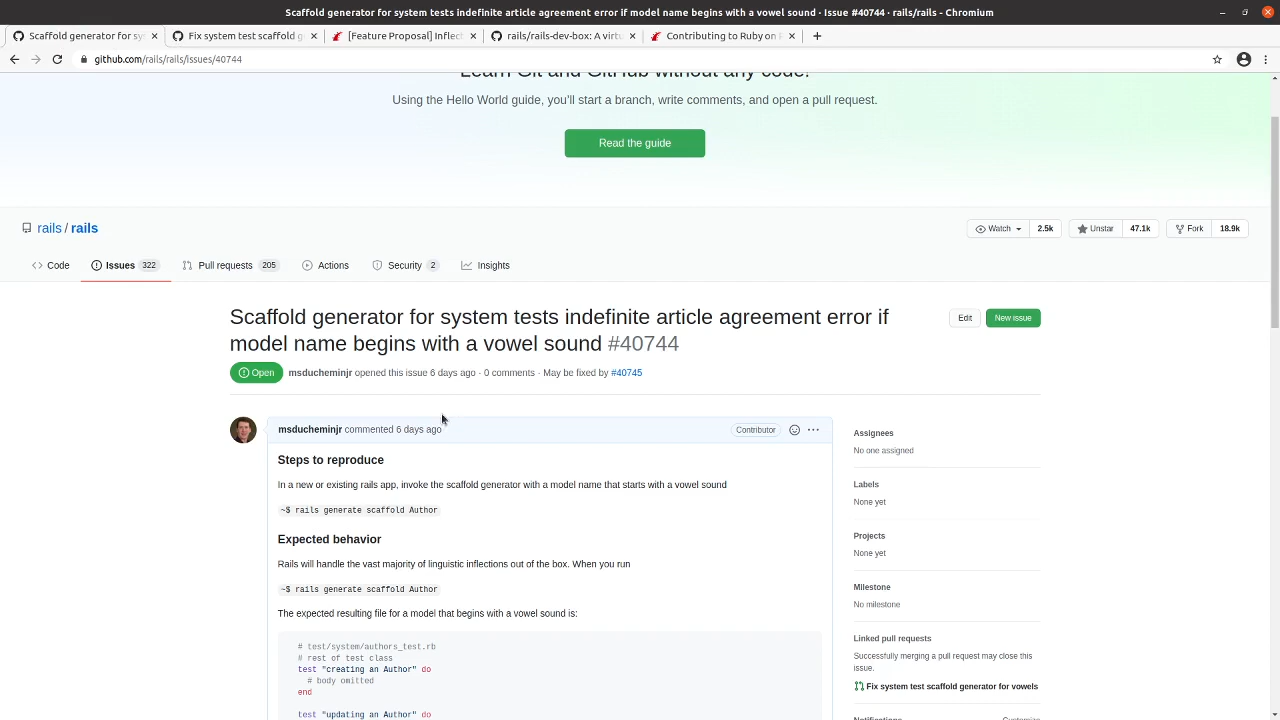 Scaffold generator for system tests indefinite article agreement error if model name begins with a vowel sound · Issue #40744 · rails/rails - Chromium
Scaffold generator for sy
Fix system test scaffold g
[Feature Proposal] Inflec
rails/rails-dev-box: A virtu
Contributing to Ruby on
github.com/rails/rails/issues/40744
Learn Git and GitHub without any code!
Using the Hello World guide, you'll start a branch, write comments, and open a pull request.
Read the guide
rails / rails
Watch 2.5k Unstar 47.1k Fork 18.9k
Code Issues 322 Pull requests 205 Actions Security 2 Insights
Scaffold generator for system tests indefinite article agreement error if
model name begins with a vowel sound #40744
Edit New issue
Open msducheminjr opened this issue 6 days ago · 0 comments · May be fixed by #40745
msducheminjr commented 6 days ago Contributor
Steps to reproduce
In a new or existing rails app, invoke the scaffold generator with a model name that starts with a vowel sound
~$ rails generate scaffold Author
Expected behavior
Rails will handle the vast majority of linguistic inflections out of the box. When you run
~$ rails generate scaffold Author
The expected resulting file for a model that begins with a vowel sound is:
# test/system/authors_test.rb
# rest of test class
test "creating an Author" do
# body omitted
end
test "updating an Author" do
Assignees
No one assigned
Labels
None yet
Projects
None yet
Milestone
No milestone
Linked pull requests
Successfully merging a pull request may close this
issue.
Fix system test scaffold generator for vowels
Notifications Customize